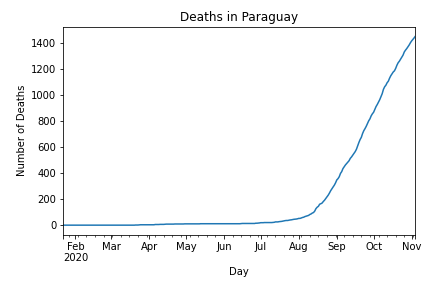 Deaths in Paraguay
Number of Deaths
1400
1200
1000
800
600
400
200
0
Feb Mar Apr May Jun Jul Aug Sep Oct Nov
2020
Day